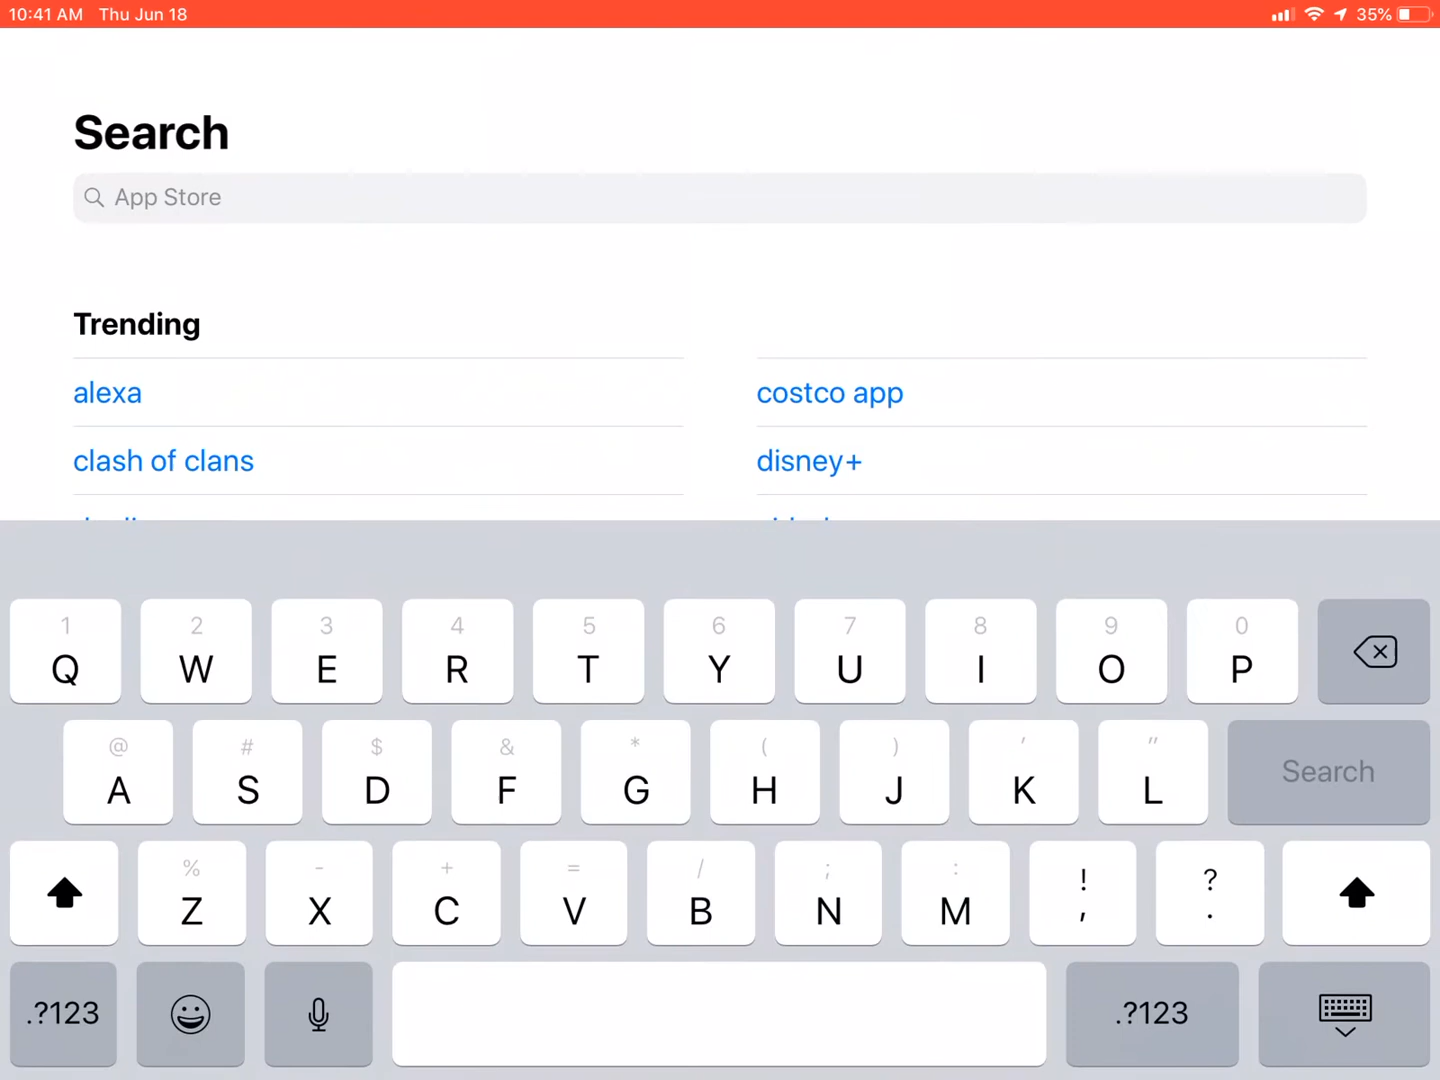 10:41 AM Thu Jun 18 35%
Search
App Store
Trending
alexa costco app
clash of clans disney+
1 2 3 4 5 6 7 8 9 0
Q W E R T Y U I O P
@ # $ & * ( ) ' "
A S D F G H J K L Search
% - + = / ; : ! ?
Z X C V B N M , .
.?123 .?123